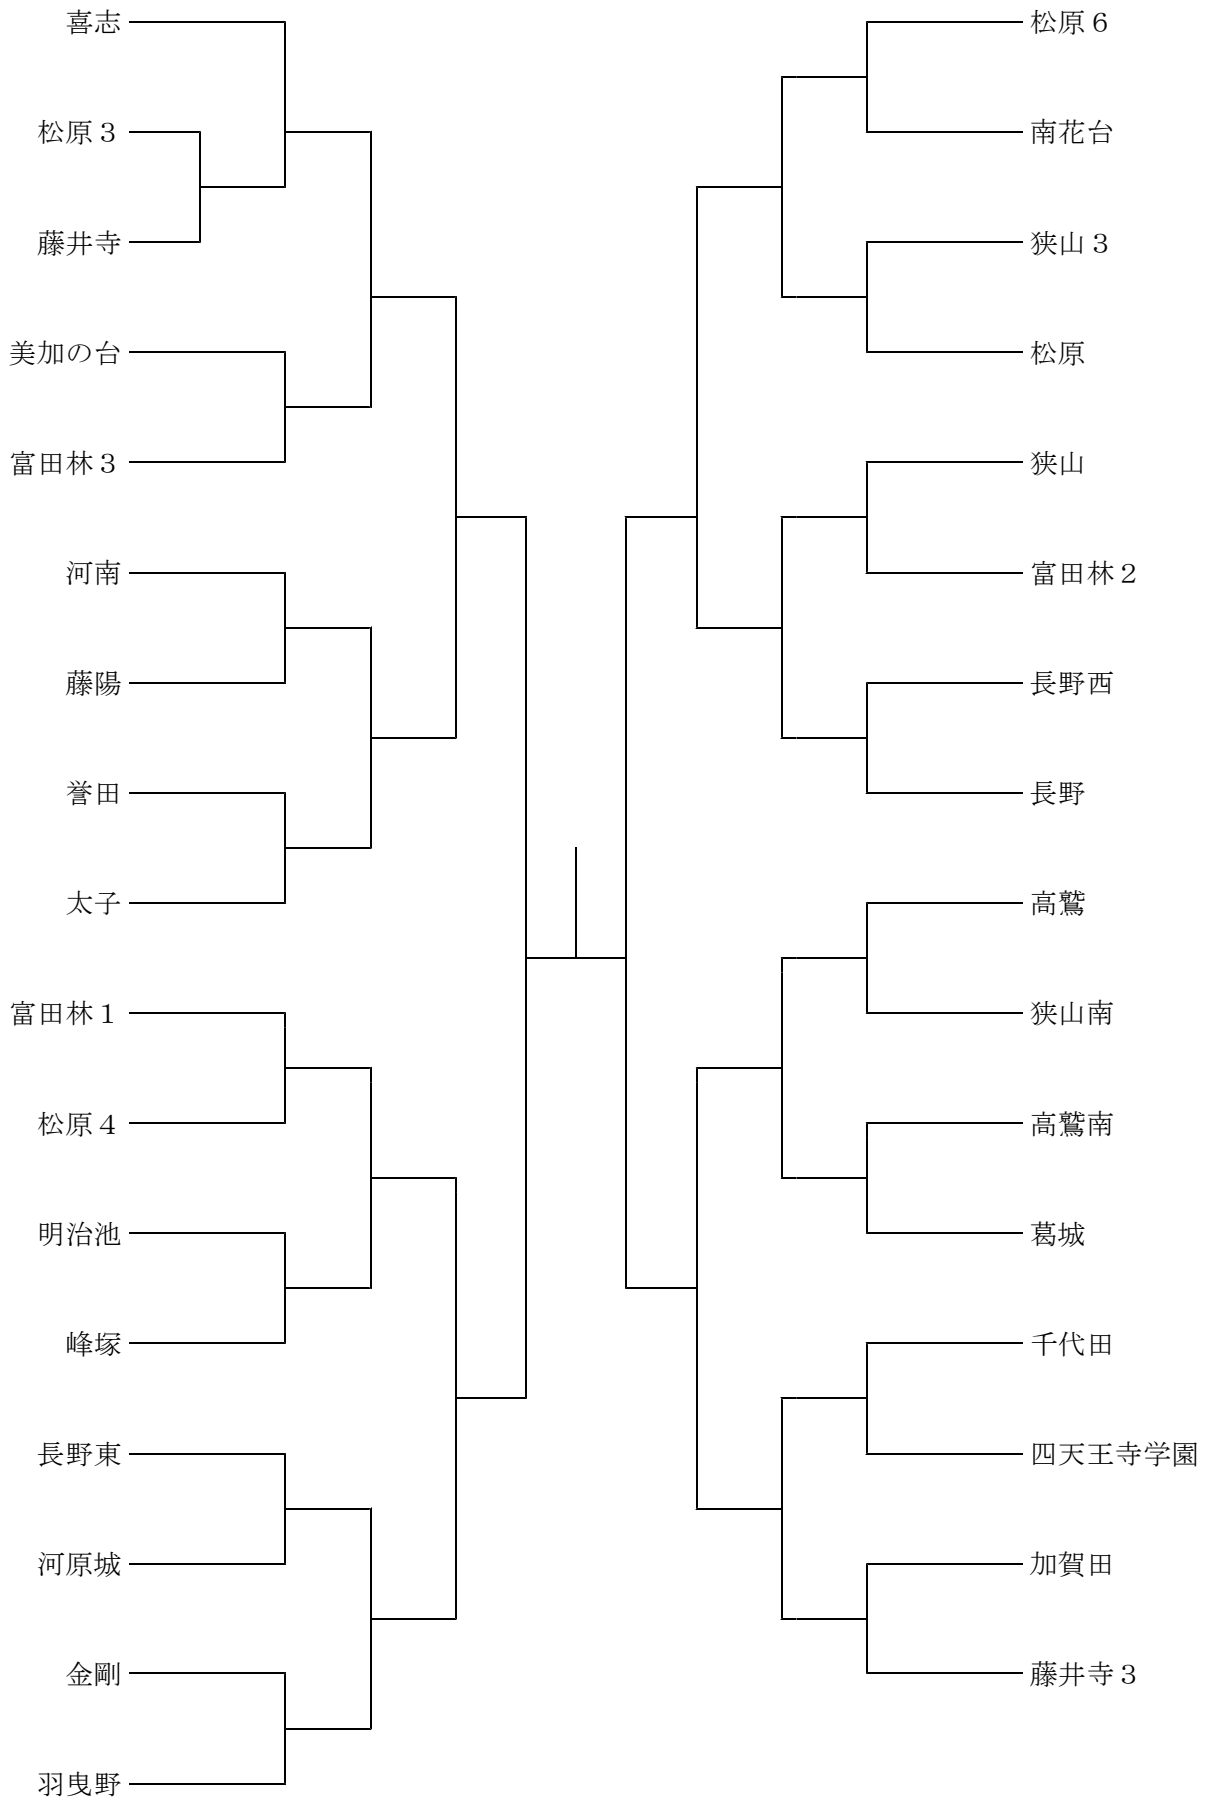 喜志
松原３
藤井寺
美加の台
富田林３
河南
藤陽
誉田
太子
富田林１
松原４
明治池
峰塚
長野東
河原城
金剛
羽曳野
松原６
南花台
狭山３
松原
狭山
富田林２
長野西
長野
高鷲
狭山南
高鷲南
葛城
千代田
四天王寺学園
加賀田
藤井寺３